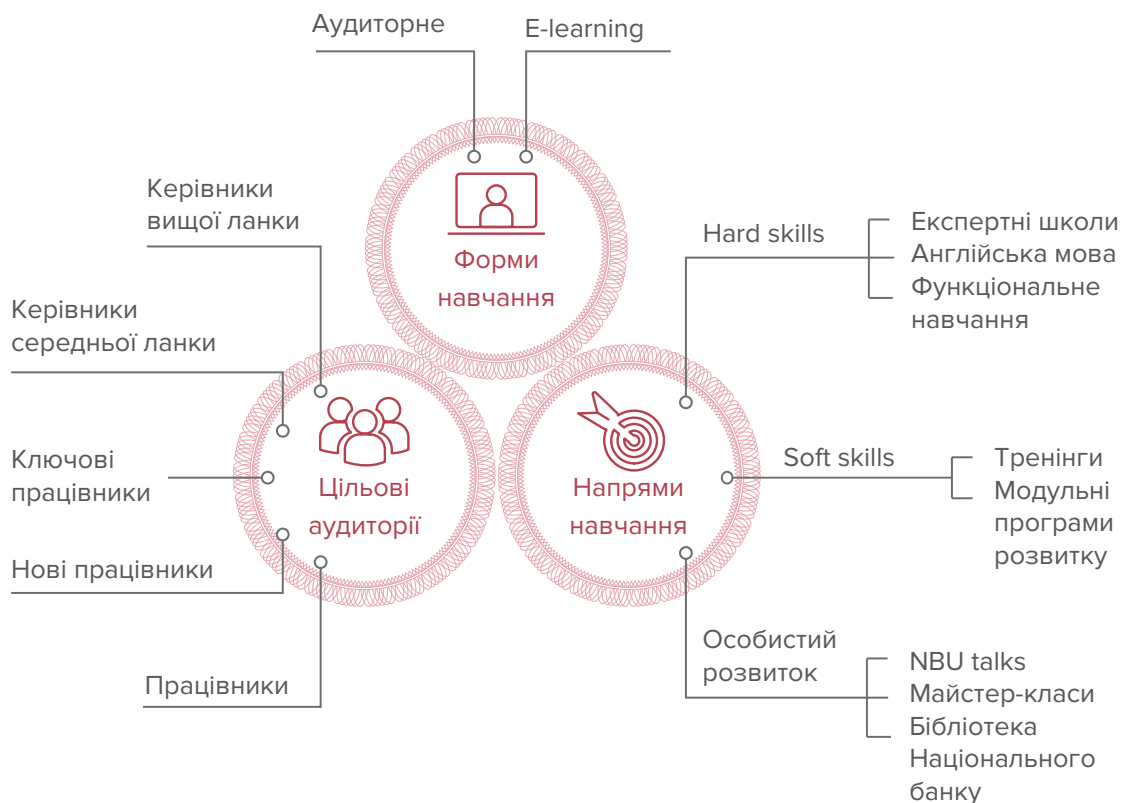 Аудиторне
E-learning
Форми
навчання
Керівники
вищої ланки
Керівники
середньої ланки
Ключові
працівники
Нові працівники
Працівники
Цільові
аудиторії
Напрями
навчання
Hard skills
Експертні школи
Англійська мова
Функціональне
навчання
Soft skills
Тренінги
Модульні
програми
розвитку
Особистий
розвиток
NBU talks
Майстер-класи
Бібліотека
Національного
банку